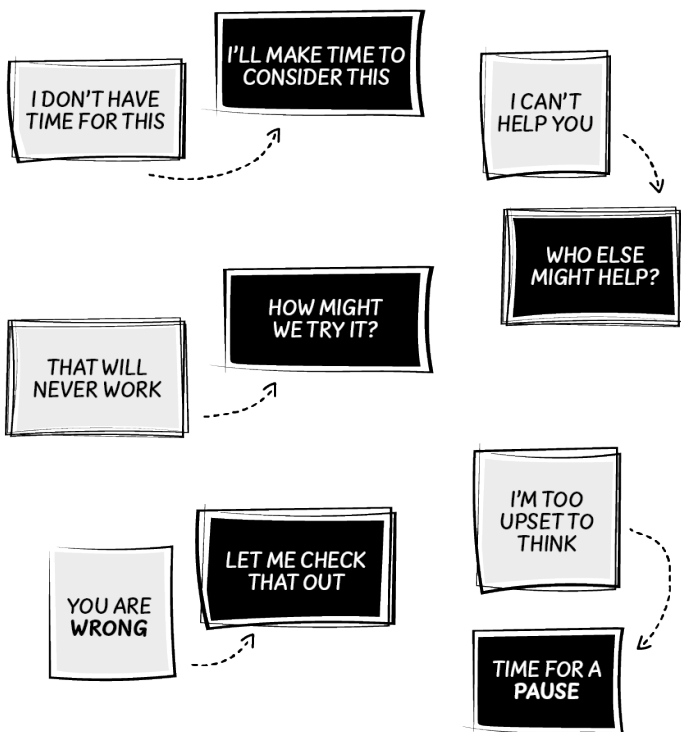 I DON'T HAVE
TIME FOR THIS
I'LL MAKE TIME TO
CONSIDER THIS
I CAN'T
HELP YOU
WHO ELSE
MIGHT HELP?
THAT WILL
NEVER WORK
HOW MIGHT
WE TRY IT?
YOU ARE
WRONG
LET ME CHECK
THAT OUT
I'M TOO
UPSET TO
THINK
TIME FOR A
PAUSE